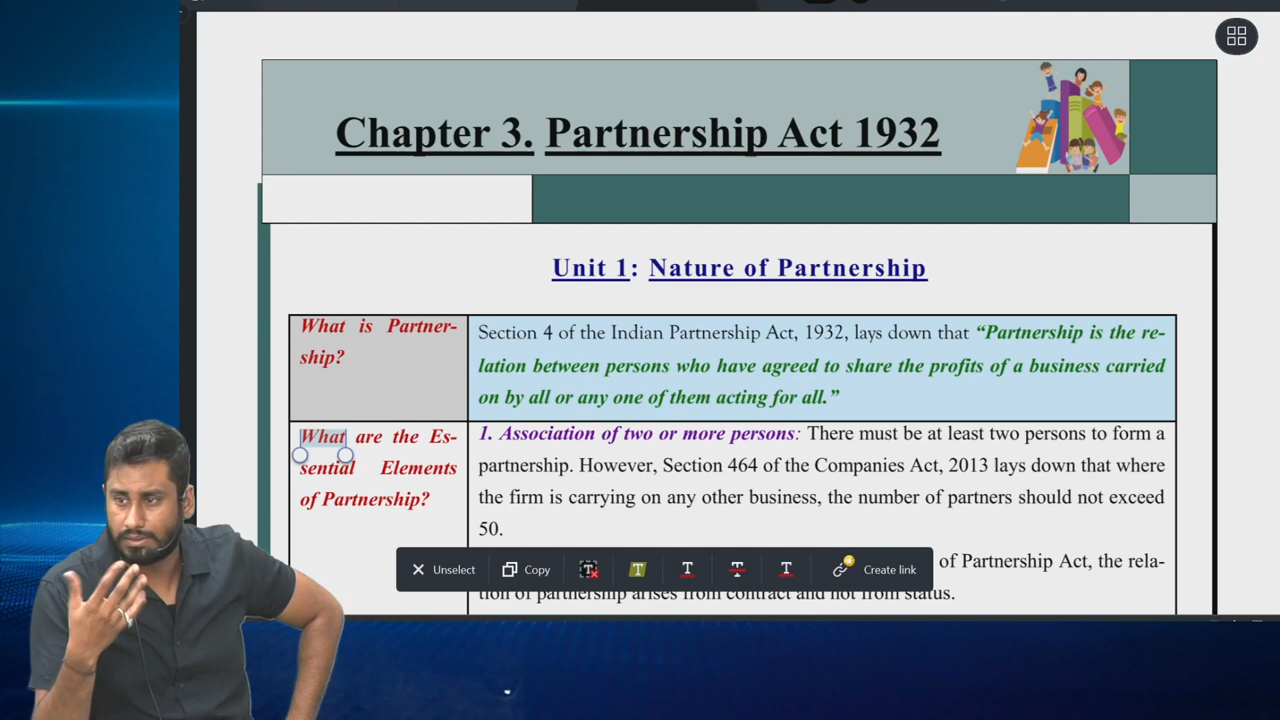 Chapter 3. Partnership Act 1932
Unit 1: Nature of Partnership
What is Partner-
ship?
Section 4 of the Indian Partnership Act, 1932, lays down that “Partnership is the re-
lation between persons who have agreed to share the profits of a business carried
on by all or any one of them acting for all.”
What are the Es-
sential Elements
of Partnership?
1. Association of two or more persons: There must be at least two persons to form a
partnership. However, Section 464 of the Companies Act, 2013 lays down that where
the firm is carrying on any other business, the number of partners should not exceed
50.
of Partnership Act, the rela-
tion of partnership arises from contract and not from status.
Unselect
Copy
Create link